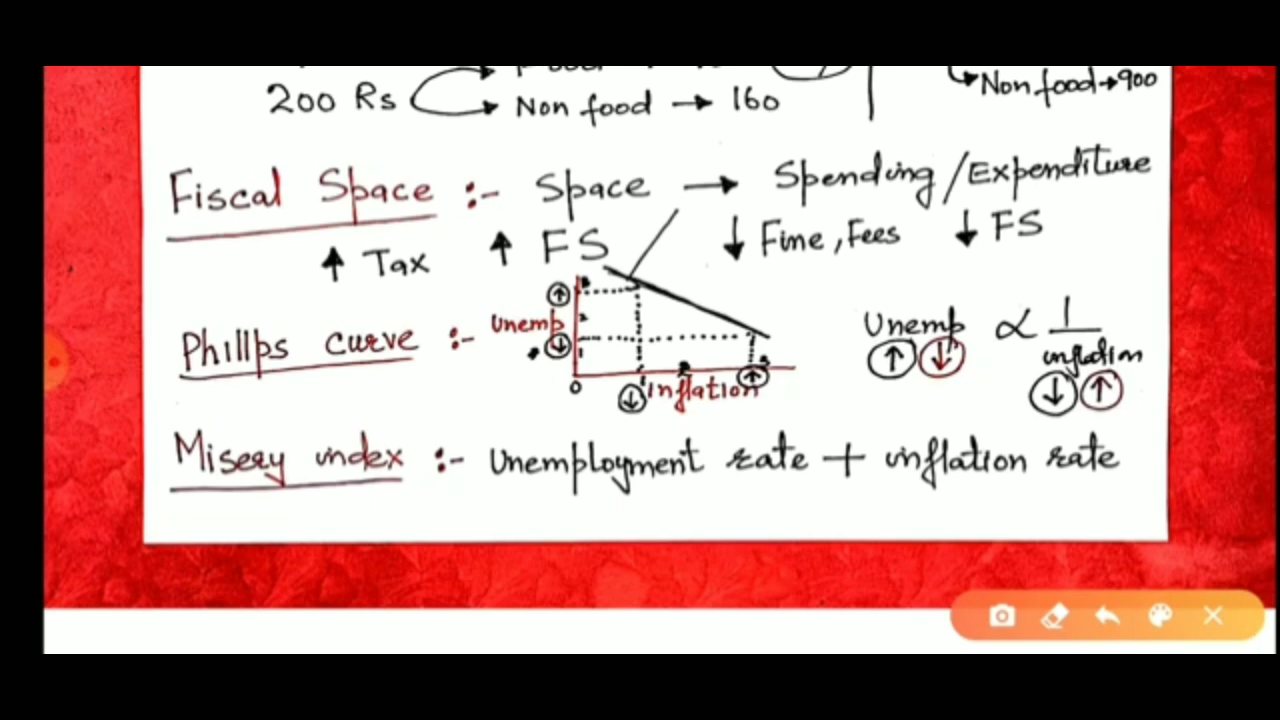 200 Rs Non food → 160
Non food → 900
Fiscal Space :- Space → Spending / Expenditure
↑ Tax ↑ FS ↓ Fine, Fees ↓ FS
Phillps curve :- Unemp ↑ ↓ 0 inflation ↓ ↑
Unemp ∝ 1/inflation
↑ ↓ ↓ ↑
Misery index :- Unemployment rate + inflation rate